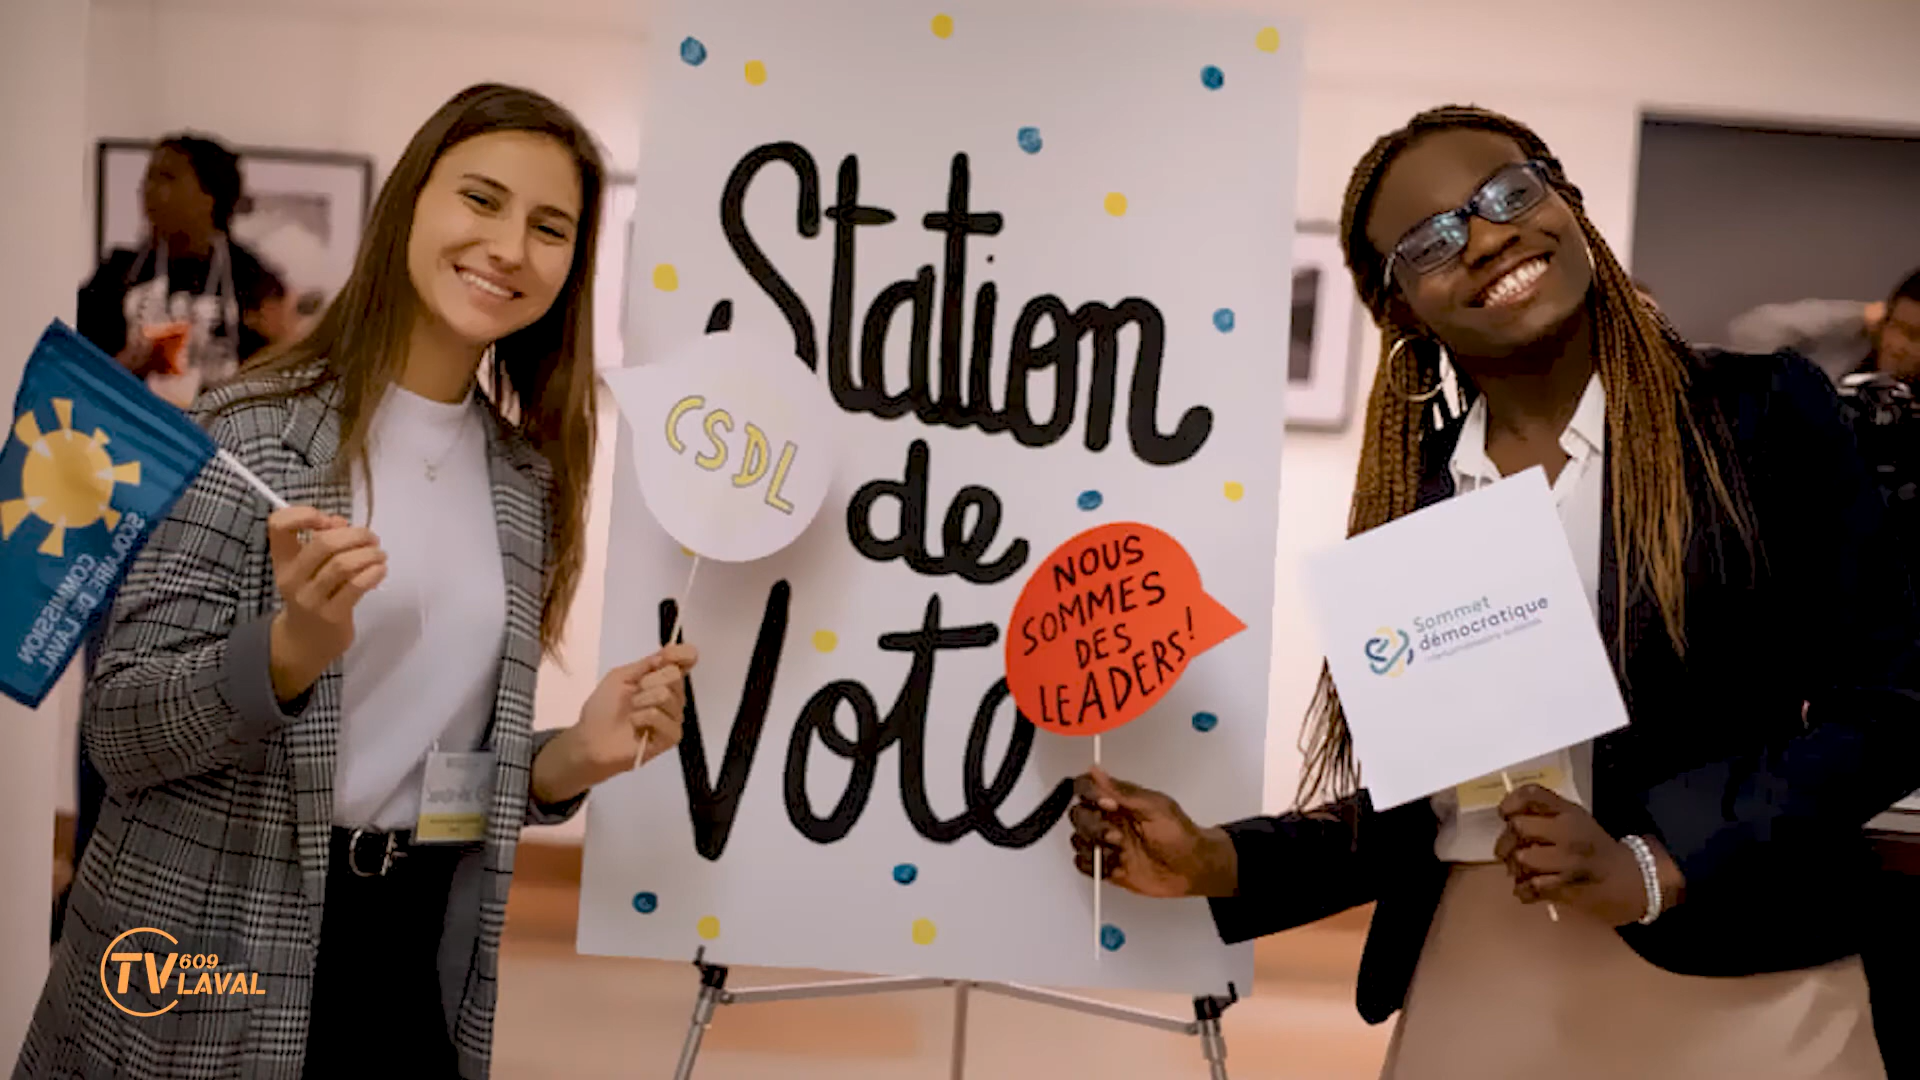 Station
de
Vote
CSDL
NOUS
SOMMES
DES
LEADERS!
Sommet
démocratique
COMMISSION
SCOLAIRE DE LAVAL
TV 609
LAVAL